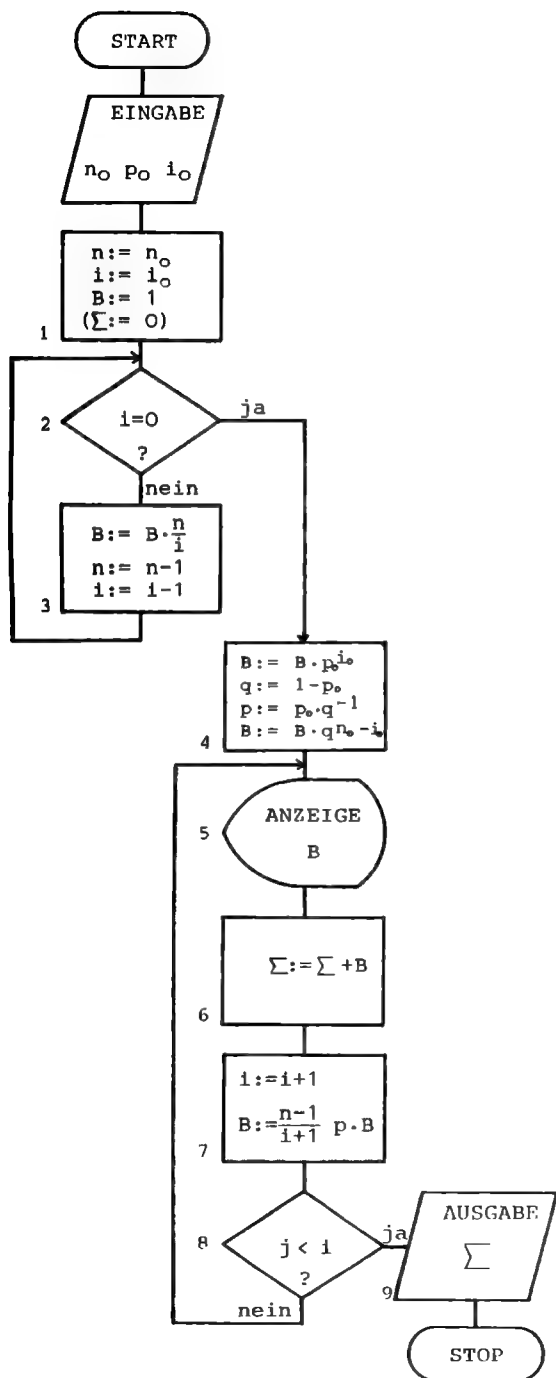 START
EINGABE
n₀ p₀ i₀
n:= n₀
i:= i₀
B:= 1
(∑:= 0)
1
2
i=0
?
ja
nein
B:= B·n/i
n:= n-1
i:= i-1
3
B:= B·p₀^i₀
q:= 1-p₀
p:= p₀·q^-1
B:= B·q^n₀-i₀
4
5
ANZEIGE
B
∑:=∑+B
6
i:=i+1
B:=n-1/i+1 p·B
7
8
j< i
?
ja
nein
AUSGABE
∑
9
STOP